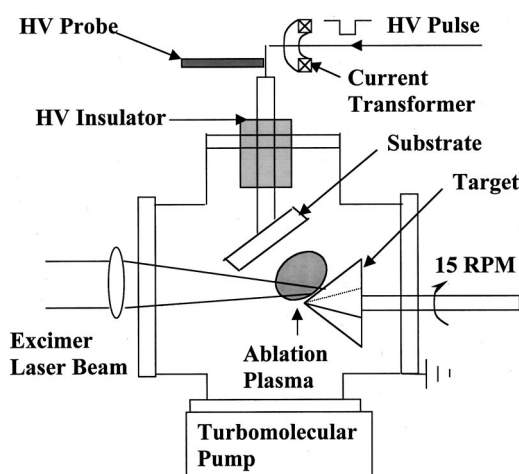 HV Probe
HV Pulse
Current
Transformer
HV Insulator
Substrate
Target
15 RPM
Excimer
Laser Beam
Ablation
Plasma
Turbomolecular
Pump